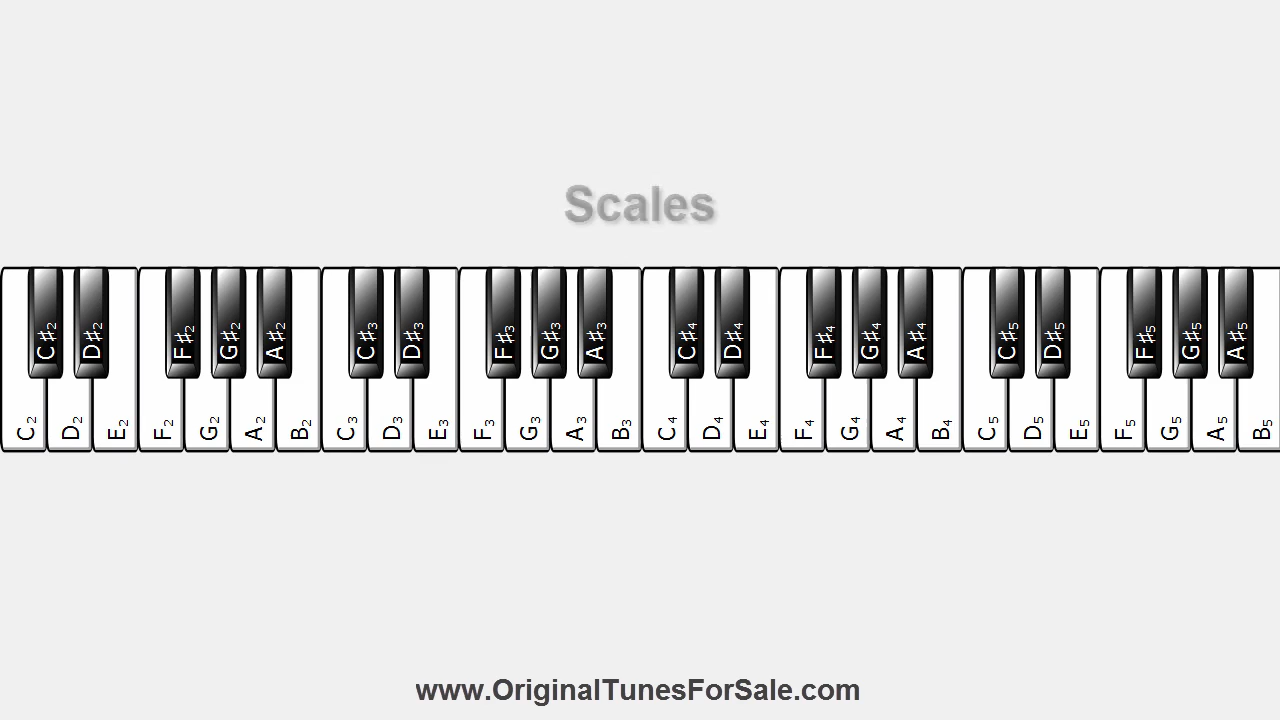 Scales
C♯2 D♯2 F♯2 G♯2 A♯2 C♯3 D♯3 F♯3 G♯3 A♯3 C♯4 D♯4 F♯4 G♯4 A♯4 C♯5 D♯5 F♯5 G♯5 A♯5
C2 D2 E2 F2 G2 A2 B2 C3 D3 E3 F3 G3 A3 B3 C4 D4 E4 F4 G4 A4 B4 C5 D5 E5 F5 G5 A5 B5
www.OriginalTunesForSale.com